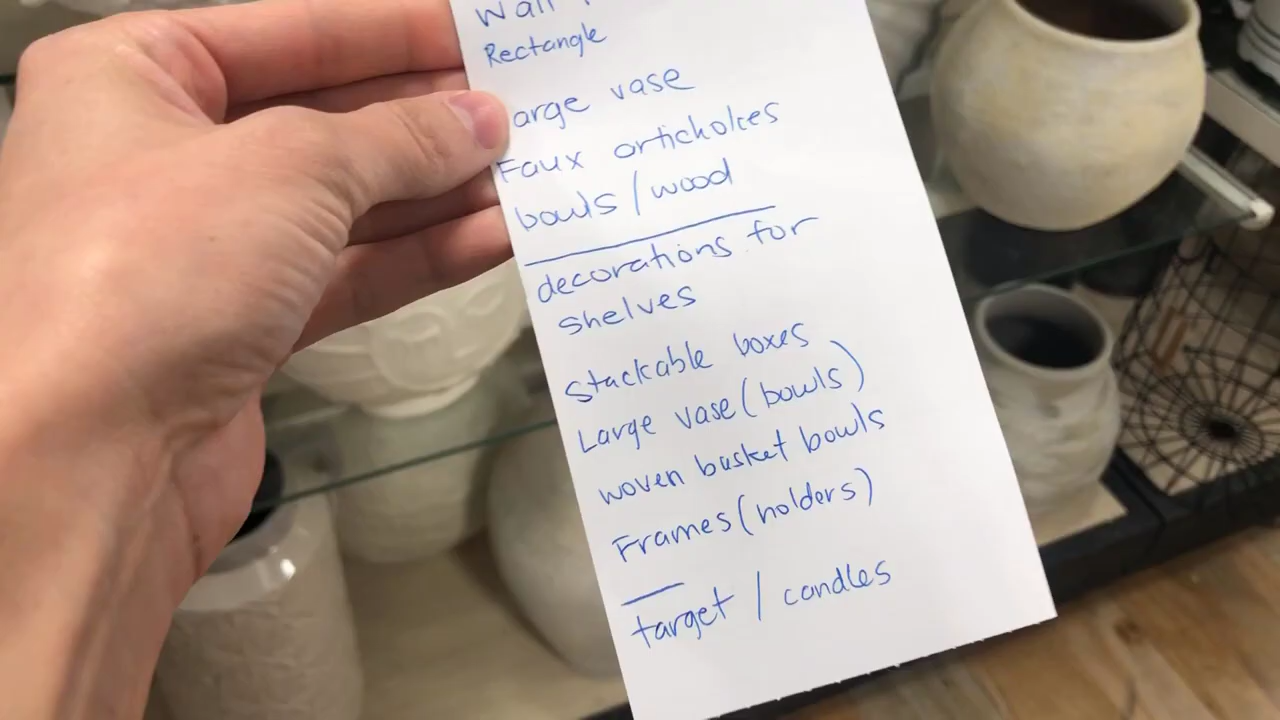 Wall
Rectangle
arge vase
Faux artichokes
bowls / wood
decorations for
shelves
stackable boxes
Large vase (bowls)
woven basket bowls
Frames (holders)
target / candles